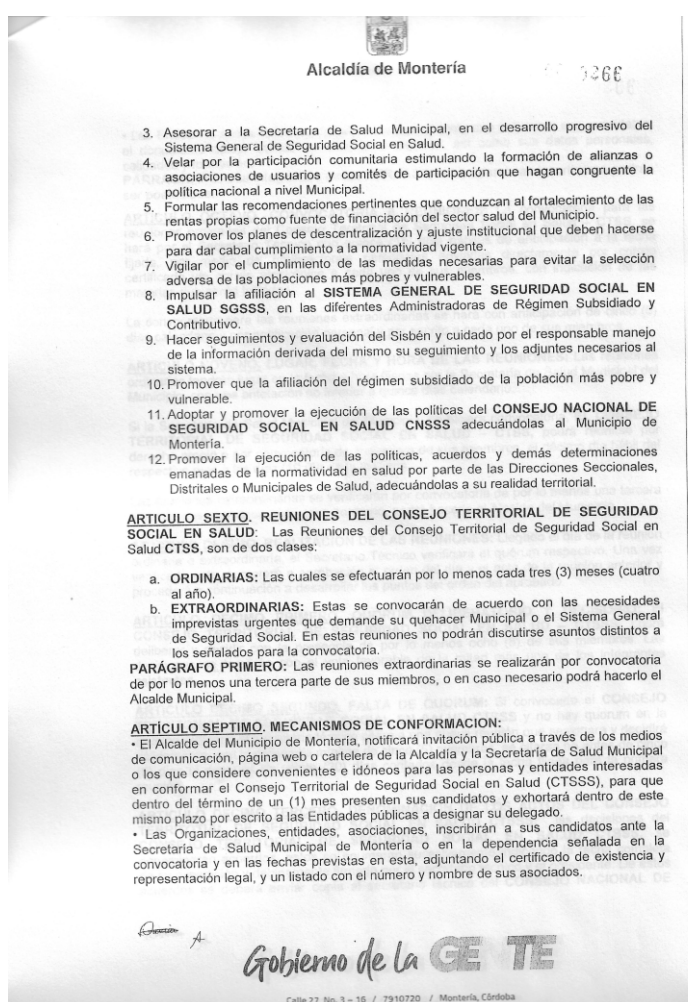 Alcaldía de Montería
0266
3. Asesorar a la Secretaría de Salud Municipal, en el desarrollo progresivo del
Sistema General de Seguridad Social en Salud.
4. Velar por la participación comunitaria estimulando la formación de alianzas o
asociaciones de usuarios y comités de participación que hagan congruente la
política nacional a nivel Municipal.
5. Formular las recomendaciones pertinentes que conduzcan al fortalecimiento de las
rentas propias como fuente de financiación del sector salud del Municipio.
6. Promover los planes de descentralización y ajuste institucional que deben hacerse
para dar cabal cumplimiento a la normatividad vigente.
7. Vigilar por el cumplimiento de las medidas necesarias para evitar la selección
adversa de las poblaciones más pobres y vulnerables.
8. Impulsar la afiliación al SISTEMA GENERAL DE SEGURIDAD SOCIAL EN
SALUD SGSSS, en las diferentes Administradoras de Régimen Subsidiado y
Contributivo.
9. Hacer seguimientos y evaluación del Sisbén y cuidado por el responsable manejo
de la información derivada del mismo su seguimiento y los adjuntes necesarios al
sistema.
10. Promover que la afiliación del régimen subsidiado de la población más pobre y
vulnerable.
11. Adoptar y promover la ejecución de las políticas del CONSEJO NACIONAL DE
SEGURIDAD SOCIAL EN SALUD CNSSS adecuándolas al Municipio de
Montería.
12. Promover la ejecución de las políticas, acuerdos y demás determinaciones
emanadas de la normatividad en salud por parte de las Direcciones Seccionales,
Distritales o Municipales de Salud, adecuándolas a su realidad territorial.
ARTICULO SEXTO. REUNIONES DEL CONSEJO TERRITORIAL DE SEGURIDAD
SOCIAL EN SALUD: Las Reuniones del Consejo Territorial de Seguridad Social en
Salud CTSS, son de dos clases:
a. ORDINARIAS: Las cuales se efectuarán por lo menos cada tres (3) meses (cuatro
al año).
b. EXTRAORDINARIAS: Estas se convocarán de acuerdo con las necesidades
imprevistas urgentes que demande su quehacer Municipal o el Sistema General
de Seguridad Social. En estas reuniones no podrán discutirse asuntos distintos a
los señalados para la convocatoria.
PARÁGRAFO PRIMERO: Las reuniones extraordinarias se realizarán por convocatoria
de por lo menos una tercera parte de sus miembros, o en caso necesario podrá hacerlo el
Alcalde Municipal.
ARTÍCULO SEPTIMO. MECANISMOS DE CONFORMACION:
• El Alcalde del Municipio de Montería, notificará invitación pública a través de los medios
de comunicación, página web o cartelera de la Alcaldía y la Secretaría de Salud Municipal
o los que considere convenientes e idóneos para las personas y entidades interesadas
en conformar el Consejo Territorial de Seguridad Social en Salud (CTSSS), para que
dentro del término de un (1) mes presenten sus candidatos y exhortará dentro de este
mismo plazo por escrito a las Entidades públicas a designar su delegado.
• Las Organizaciones, entidades, asociaciones, inscribirán a sus candidatos ante la
Secretaría de Salud Municipal de Montería o en la dependencia señalada en la
convocatoria y en las fechas previstas en esta, adjuntando el certificado de existencia y
representación legal, y un listado con el número y nombre de sus asociados.
Gobierno de la GENTE
Calle 27 No. 3 – 16 / 7910720 / Montería, Córdoba